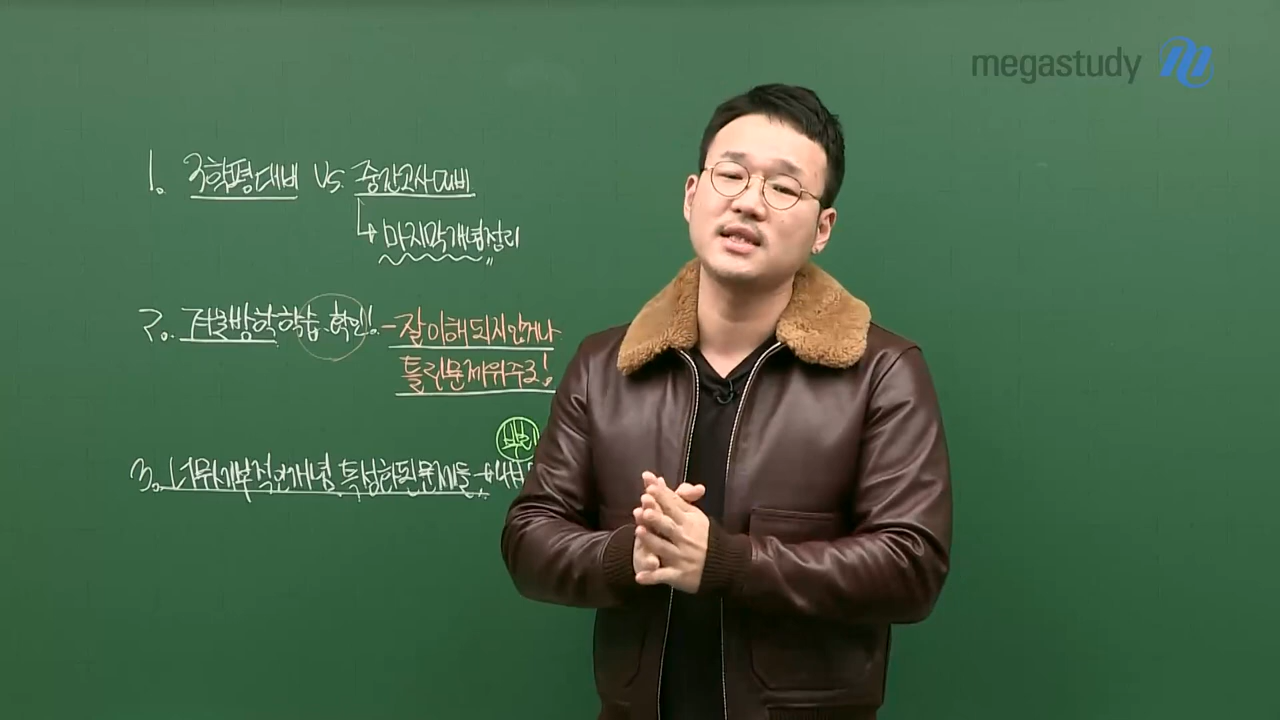 megastudy
1. 3학평대비 vs. 중간고사대비
↳ 마지막개념정리
2. 겨울방학학습 확인! - 잘 이해되지않거나
틀린문제위주로!
3. 너무세부적인개념 특성화된문제들 →